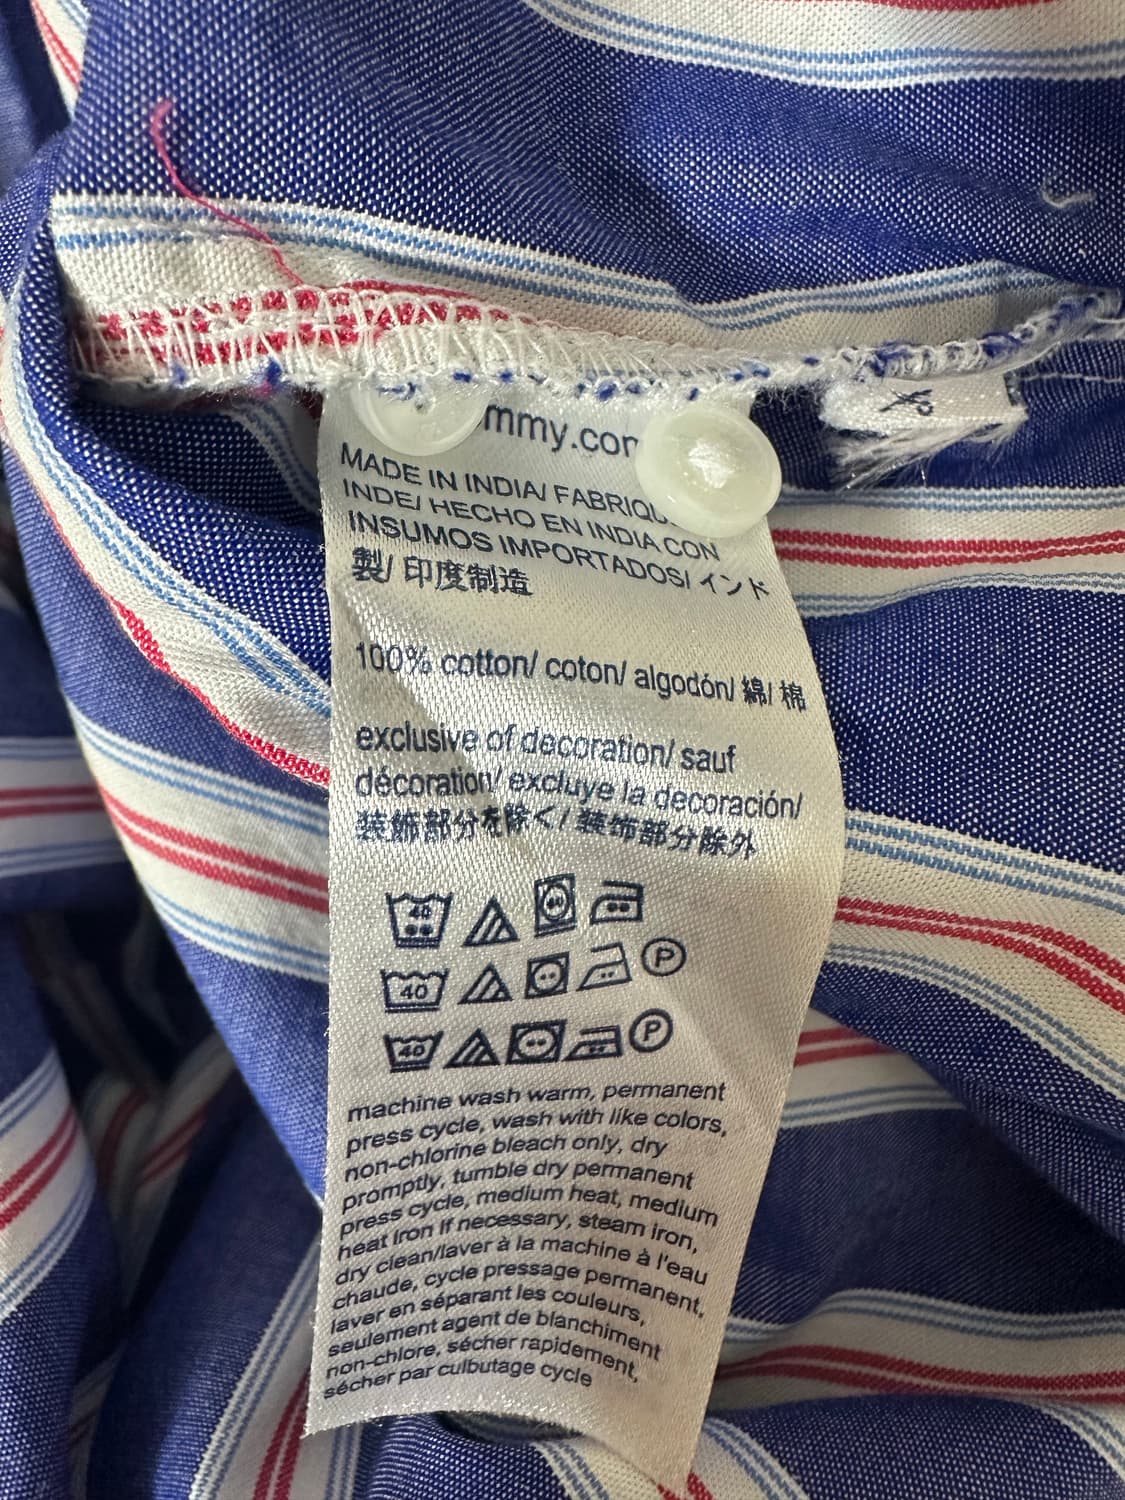 mmy.co
MADE IN INDIA/ FABRIQU
INDE/ HECHO EN INDIA CON
INSUMOS IMPORTADOS/ インド
製/ 印度制造
100% cotton/ coton/ algodón/ 綿/ 棉
exclusive of decoration/ sauf
décoration/ excluye la decoración/
装飾部分を除く/ 装饰部分除外
40
40 P
40 P
machine wash warm, permanent
press cycle, wash with like colors,
non-chlorine bleach only, dry
promptly, tumble dry permanent
press cycle, medium heat, medium
heat iron if necessary, steam iron,
dry clean/laver à la machine à l'eau
chaude, cycle pressage permanent,
laver en séparant les couleurs,
seulement agent de blanchiment
non-chlore, sécher rapidement,
sécher par culbutage cycle